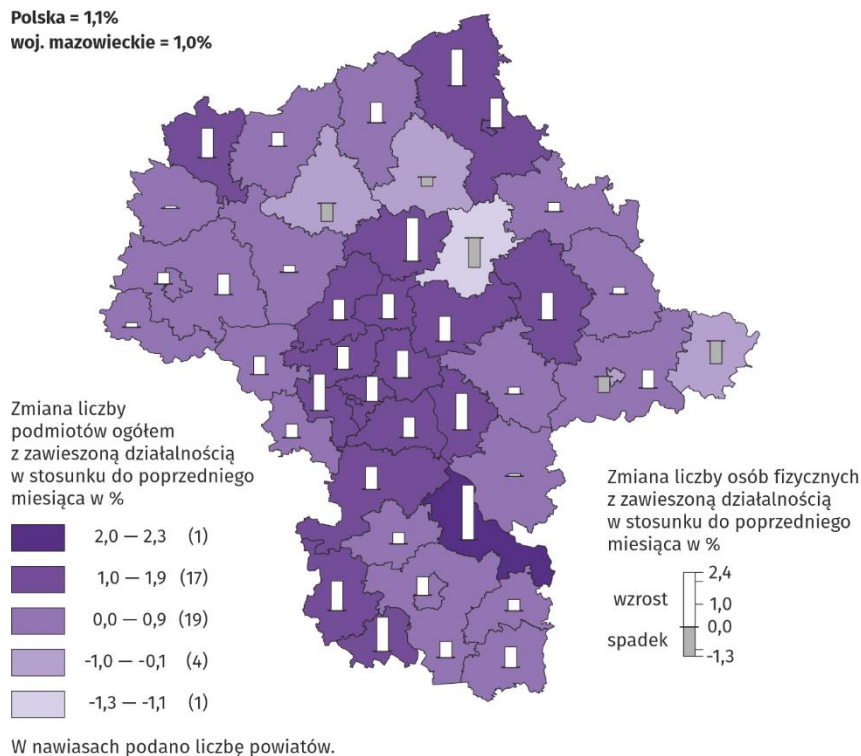 Polska = 1,1%
woj. mazowieckie = 1,0%
Zmiana liczby
podmiotów ogółem
z zawieszoną działalnością
w stosunku do poprzedniego
miesiąca w %
2,0 — 2,3 (1)
1,0 — 1,9 (17)
0,0 — 0,9 (19)
-1,0 — -0,1 (4)
-1,3 — -1,1 (1)
W nawiasach podano liczbę powiatów.
Zmiana liczby osób fizycznych
z zawieszoną działalnością
w stosunku do poprzedniego
miesiąca w %
2,4
wzrost
1,0
0,0
spadek
-1,3